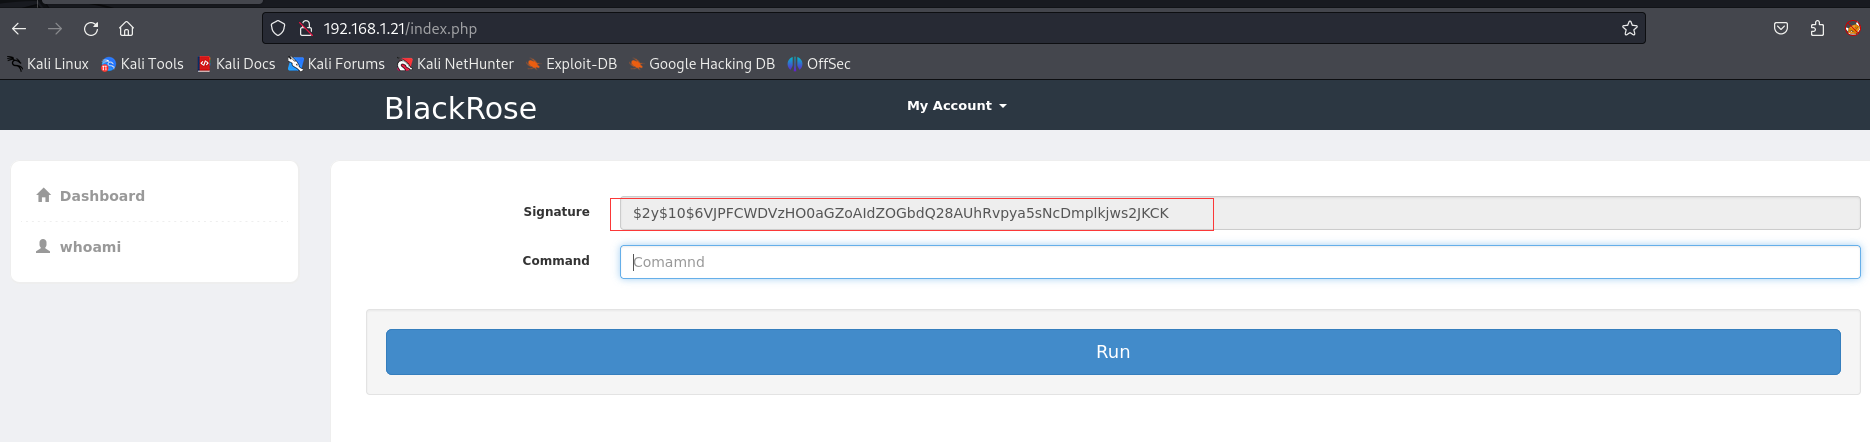 192.168.1.21/index.php
Kali Linux Kali Tools Kali Docs Kali Forums Kali NetHunter Exploit-DB Google Hacking DB OffSec
BlackRose My Account
Dashboard
whoami
Signature $2y$10$6VJPFCWDVzHO0aGZoAIdZOGbdQ28AUhRvpya5sNcDmplkjws2JKCK
Command Comamnd
Run